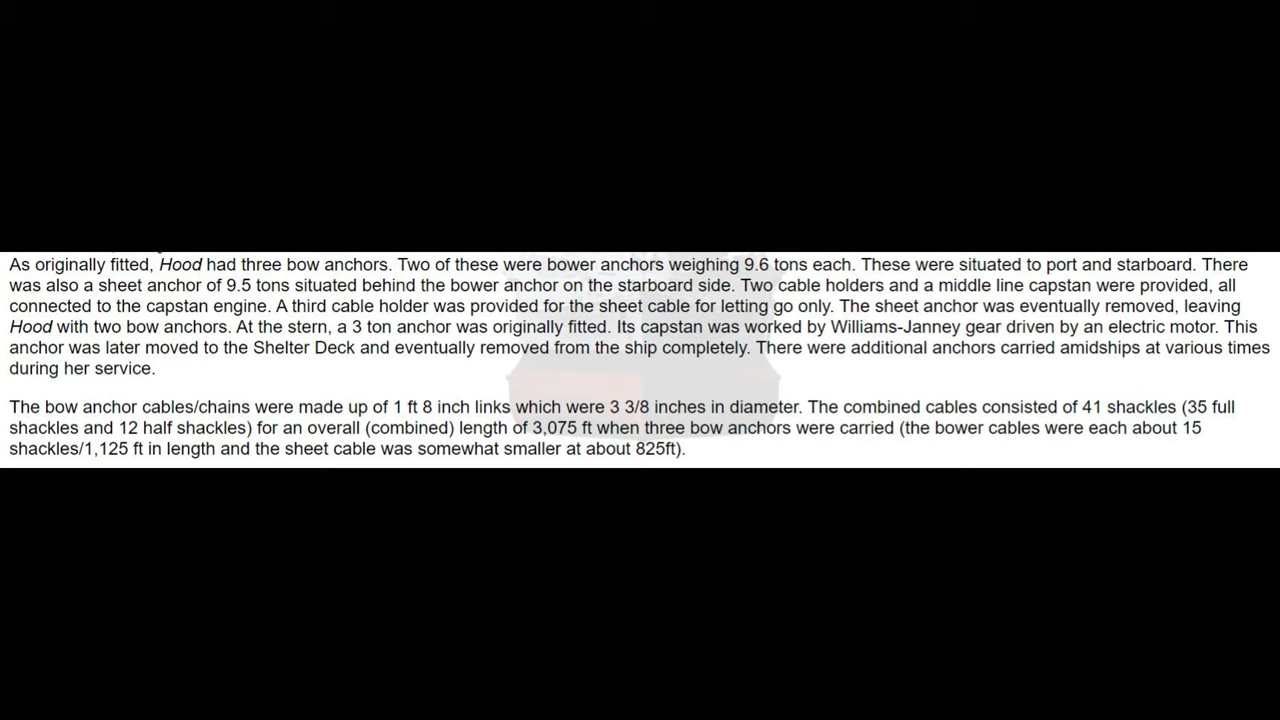 As originally fitted, Hood had three bow anchors. Two of these were bower anchors weighing 9.6 tons each. These were situated to port and starboard. There
was also a sheet anchor of 9.5 tons situated behind the bower anchor on the starboard side. Two cable holders and a middle line capstan were provided, all
connected to the capstan engine. A third cable holder was provided for the sheet cable for letting go only. The sheet anchor was eventually removed, leaving
Hood with two bow anchors. At the stern, a 3 ton anchor was originally fitted. Its capstan was worked by Williams-Janney gear driven by an electric motor. This
anchor was later moved to the Shelter Deck and eventually removed from the ship completely. There were additional anchors carried amidships at various times
during her service.
The bow anchor cables/chains were made up of 1 ft 8 inch links which were 3 3/8 inches in diameter. The combined cables consisted of 41 shackles (35 full
shackles and 12 half shackles) for an overall (combined) length of 3,075 ft when three bow anchors were carried (the bower cables were each about 15
shackles/1,125 ft in length and the sheet cable was somewhat smaller at about 825ft).